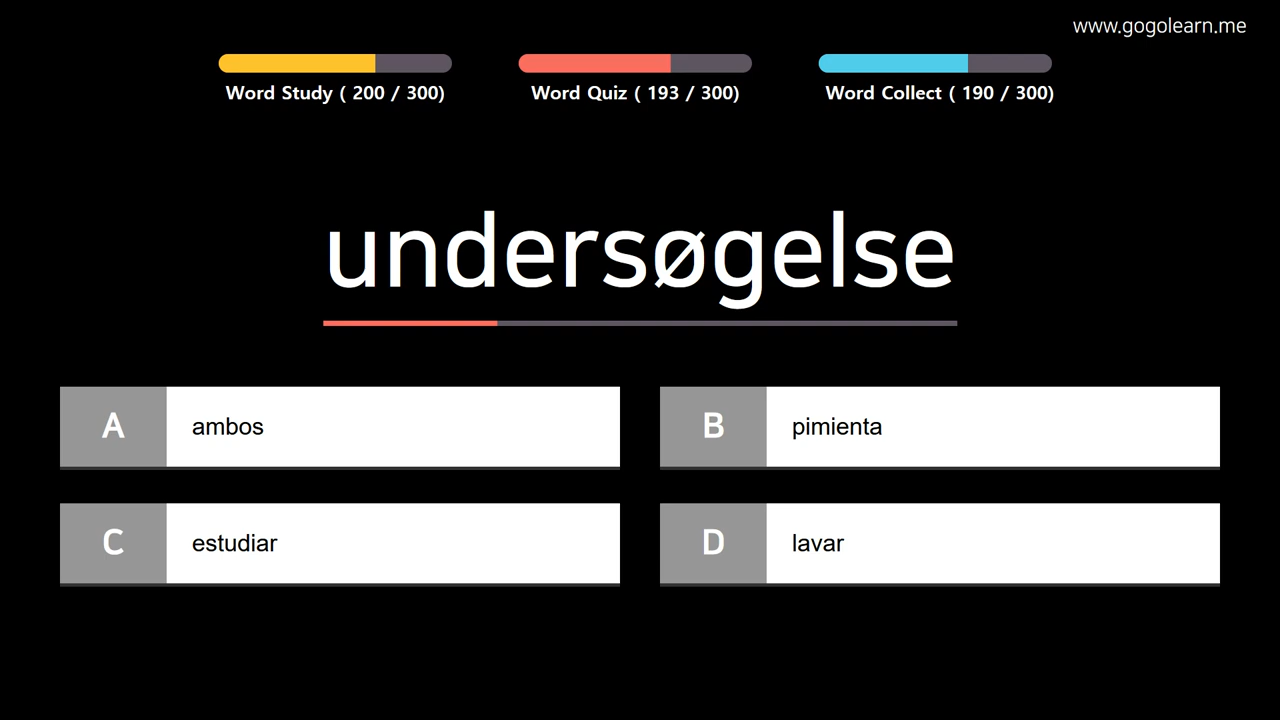 www.gogolearn.me
Word Study ( 200 / 300)
Word Quiz ( 193 / 300)
Word Collect ( 190 / 300)
undersøgelse
A ambos
B pimienta
C estudiar
D lavar